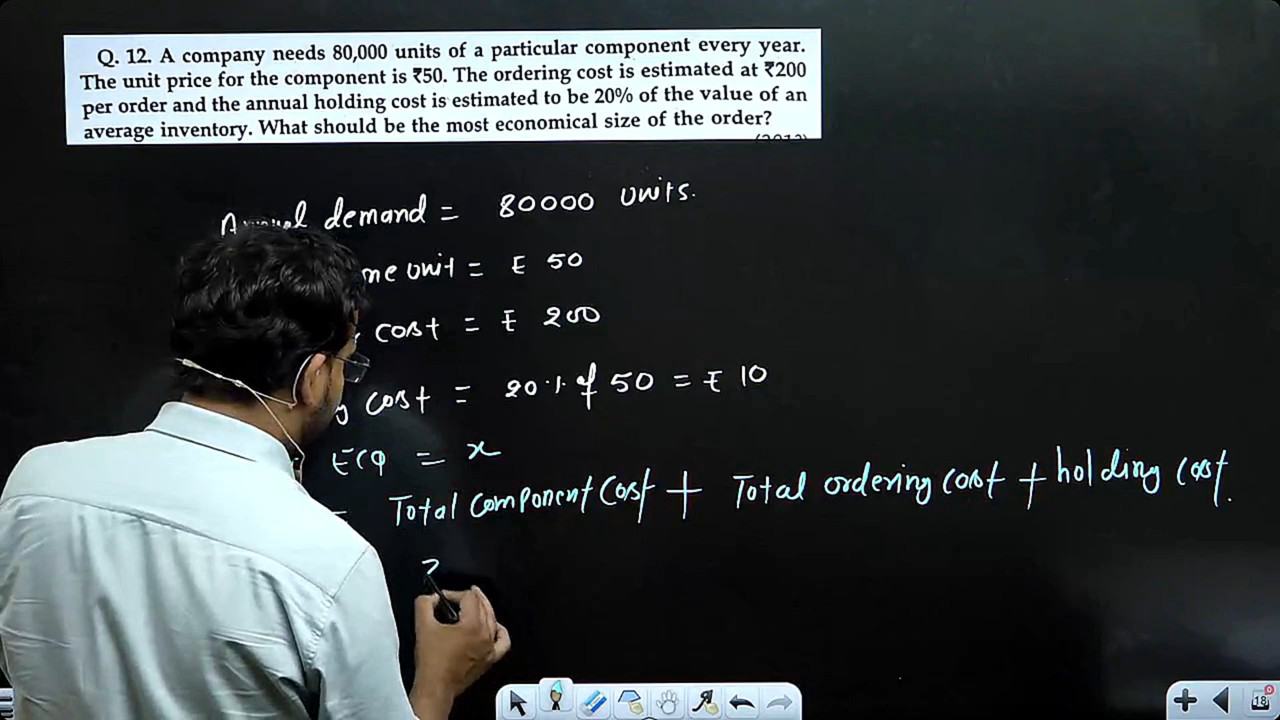 Q. 12. A company needs 80,000 units of a particular component every year.
The unit price for the component is ₹50. The ordering cost is estimated at ₹200
per order and the annual holding cost is estimated to be 20% of the value of an
average inventory. What should be the most economical size of the order?
(2012)
Annual demand = 80000 units.
me unit = ₹ 50
cost = ₹ 200
g cost = 20% of 50 = ₹ 10
ECQ = x
= Total component Cost + Total ordering cost + holding cost.
18